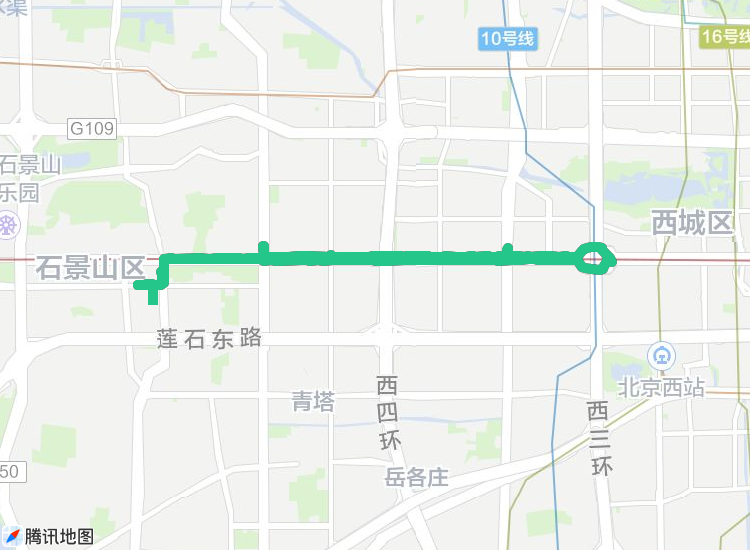 水渠
10号线
16号线
G109
石景山
乐园
西城区
石景山区
莲石东路
北京西站
青塔
西四环
西三环
岳各庄
50
腾讯地图